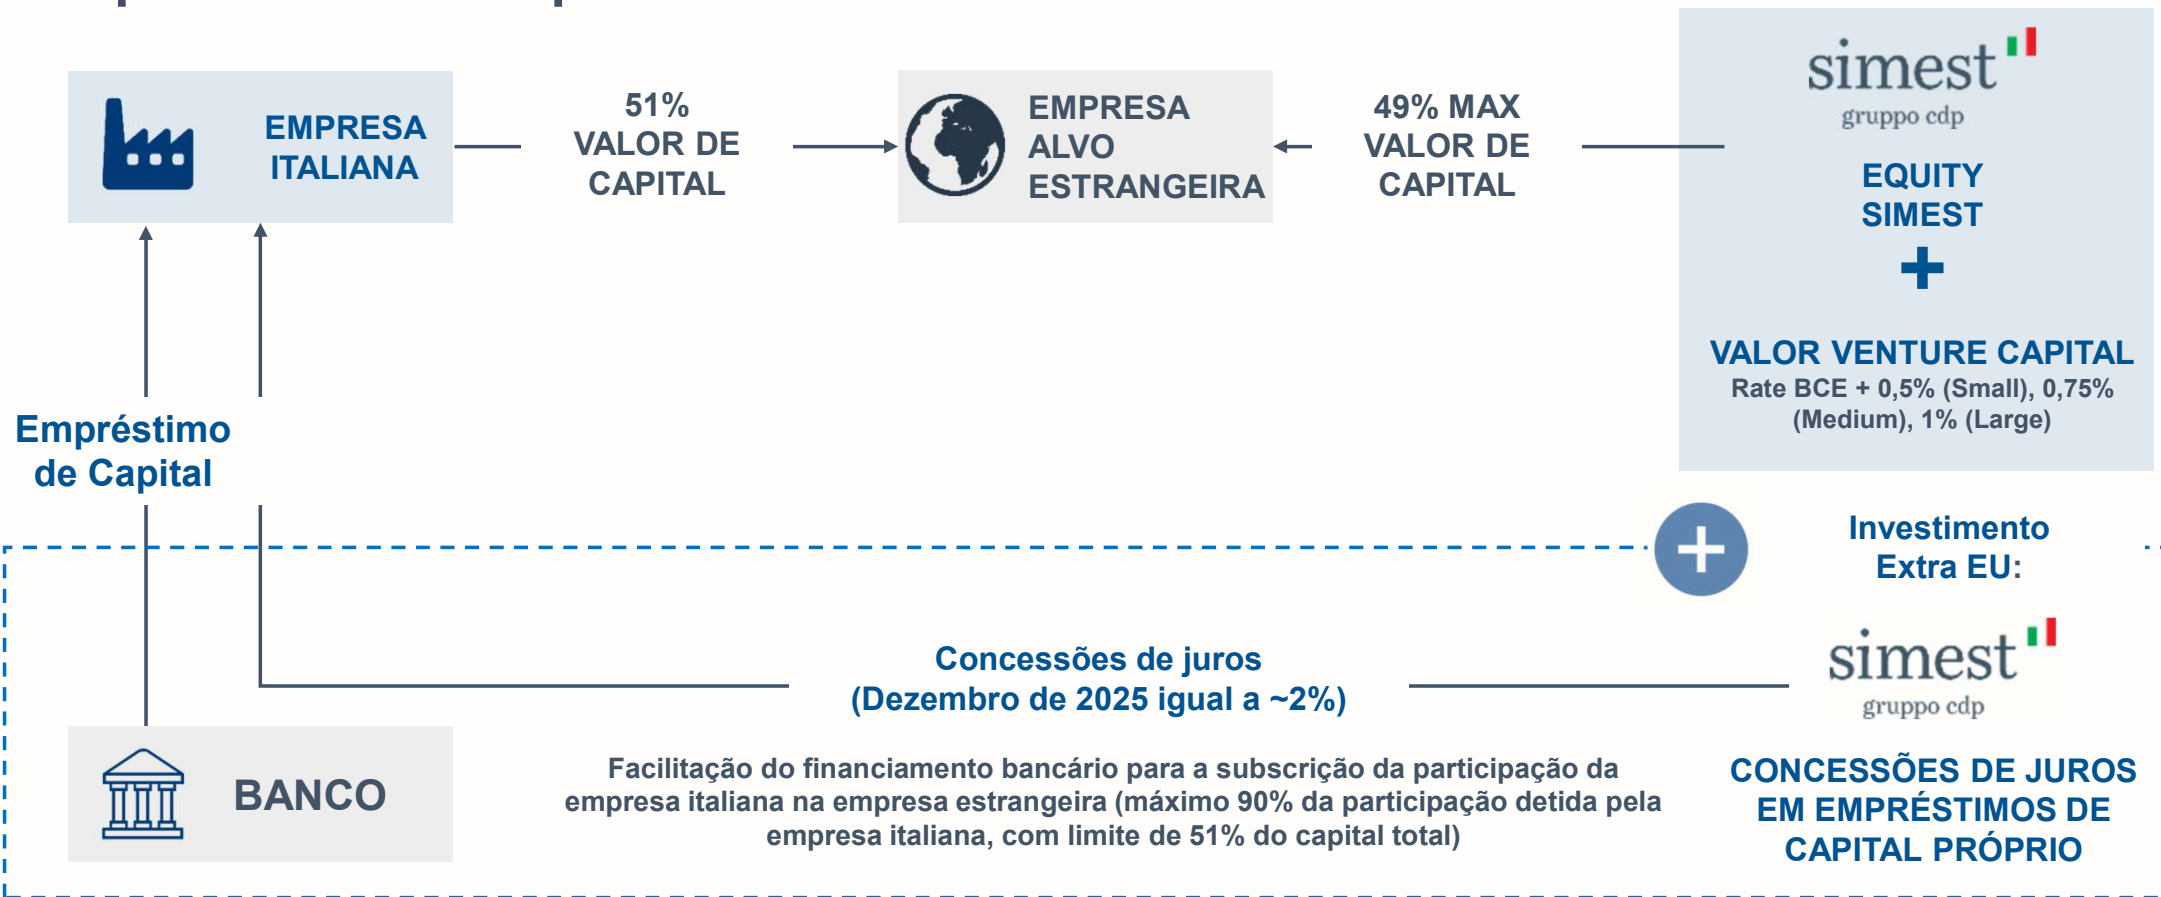 EMPRESA
ITALIANA
51%
VALOR DE
CAPITAL
EMPRESA
ALVO
ESTRANGEIRA
49% MAX
VALOR DE
CAPITAL
simest
gruppo cdp
EQUITY
SIMEST
+
VALOR VENTURE CAPITAL
Rate BCE + 0,5% (Small), 0,75%
(Medium), 1% (Large)
Empréstimo
de Capital
+
Investimento
Extra EU:
Concessões de juros
(Dezembro de 2025 igual a ~2%)
simest
gruppo cdp
BANCO
Facilitação do financiamento bancário para a subscrição da participação da
empresa italiana na empresa estrangeira (máximo 90% da participação detida pela
empresa italiana, com limite de 51% do capital total)
CONCESSÕES DE JUROS
EM EMPRÉSTIMOS DE
CAPITAL PRÓPRIO